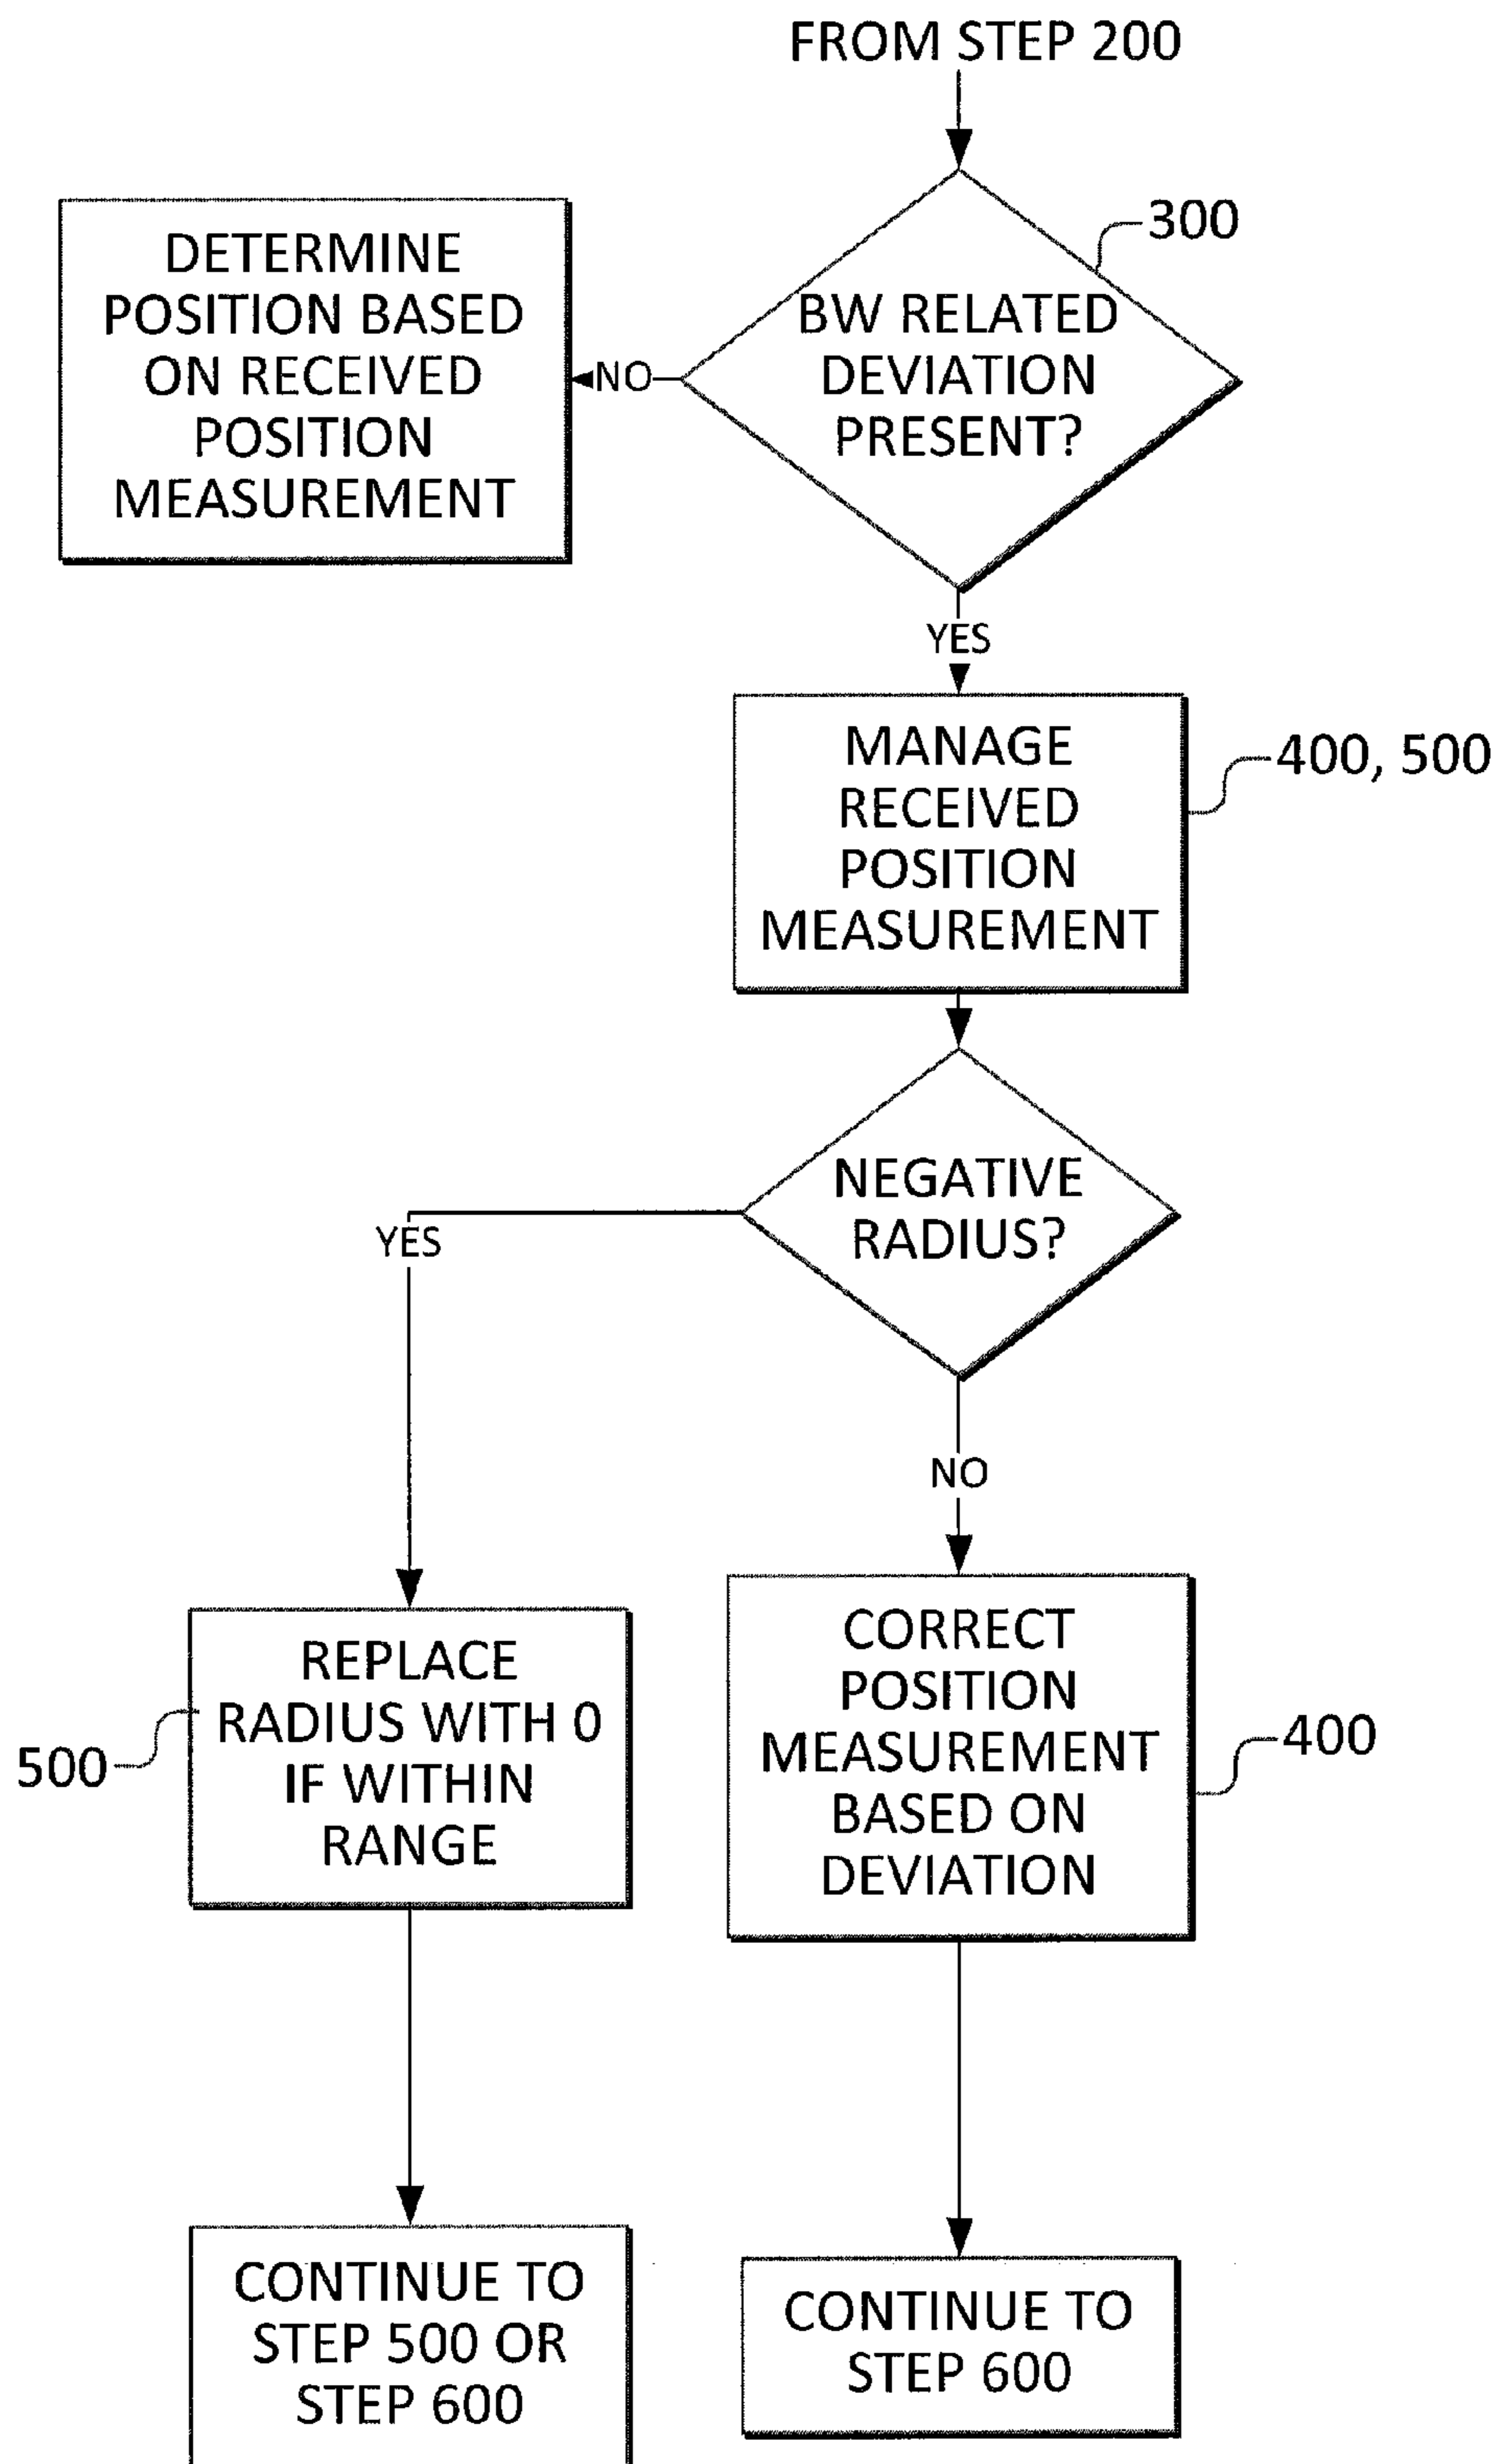 FROM STEP 200
300
BW RELATED
DEVIATION
PRESENT?
NO
DETERMINE
POSITION BASED
ON RECEIVED
POSITION
MEASUREMENT
YES
MANAGE
RECEIVED
POSITION
MEASUREMENT
400, 500
NEGATIVE
RADIUS?
YES
NO
REPLACE
RADIUS WITH 0
IF WITHIN
RANGE
500
CORRECT
POSITION
MEASUREMENT
BASED ON
DEVIATION
400
CONTINUE TO
STEP 500 OR
STEP 600
CONTINUE TO
STEP 600